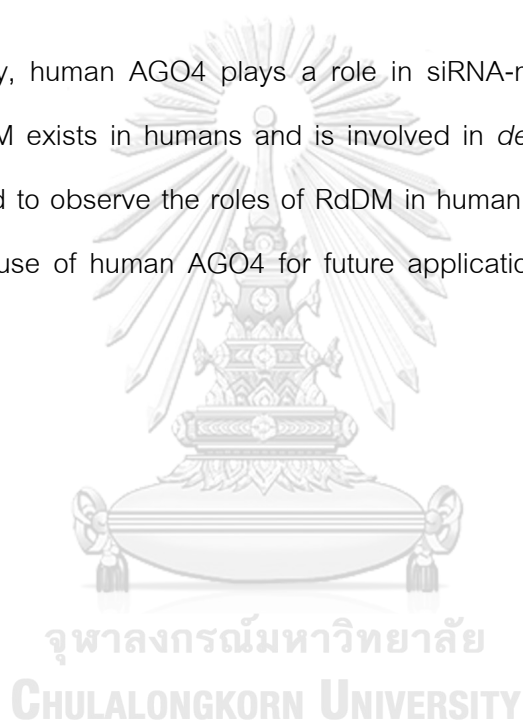 , human AGO4 plays a role in siRNA-
exists in humans and is involved in
to observe the roles of RdDM in human
use of human AGO4 for future
จุฬาลงกรณ์มหาวิทยาลัย
CHULALONGKORN UNIVERSITY